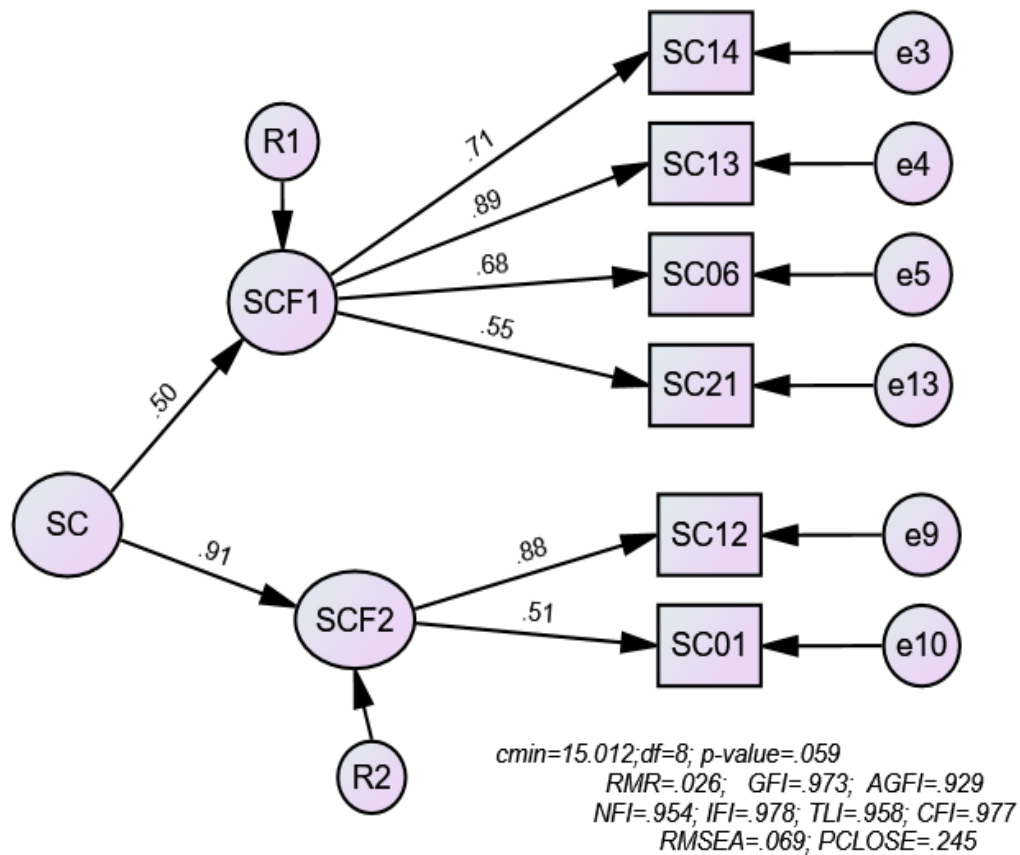 SC14
e3
R1
.71
SC13
e4
.89
SCF1
.68
SC06
e5
.55
SC21
e13
.50
SC
.91
SCF2
.88
SC12
e9
.51
SC01
e10
R2
cmin=15.012;df=8; p-value=.059
RMR=.026; GFI=.973; AGFI=.929
NFI=.954; IFI=.978; TLI=.958; CFI=.977
RMSEA=.069; PCLOSE=.245